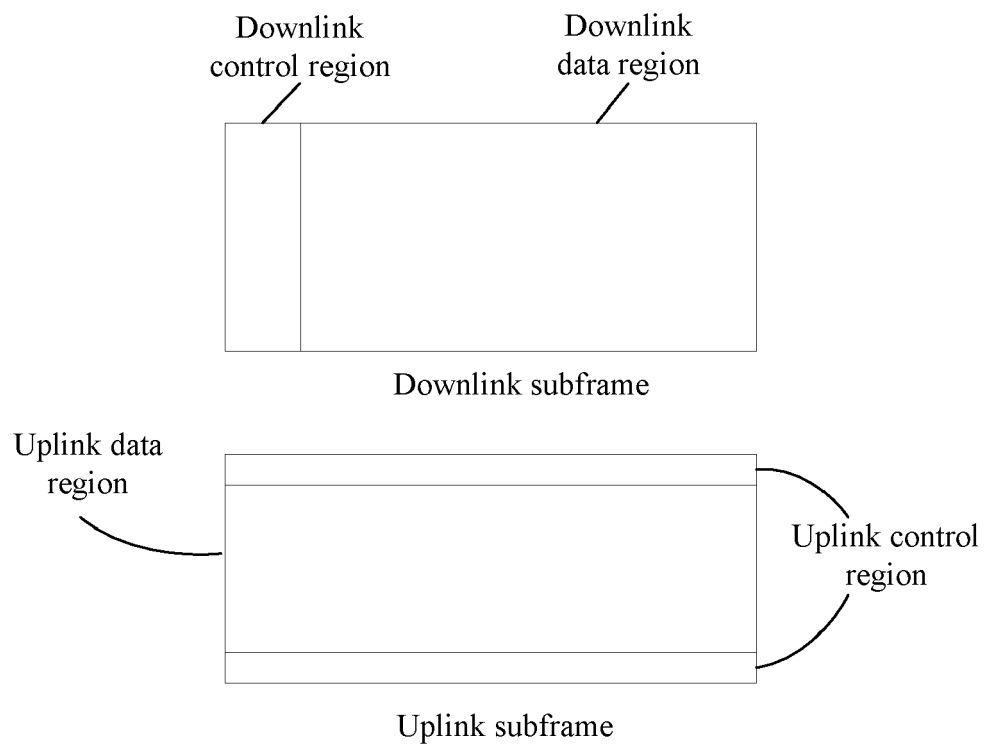 Downlink
control region
Downlink
data region
Downlink subframe
Uplink data
region
Uplink control
region
Uplink subframe